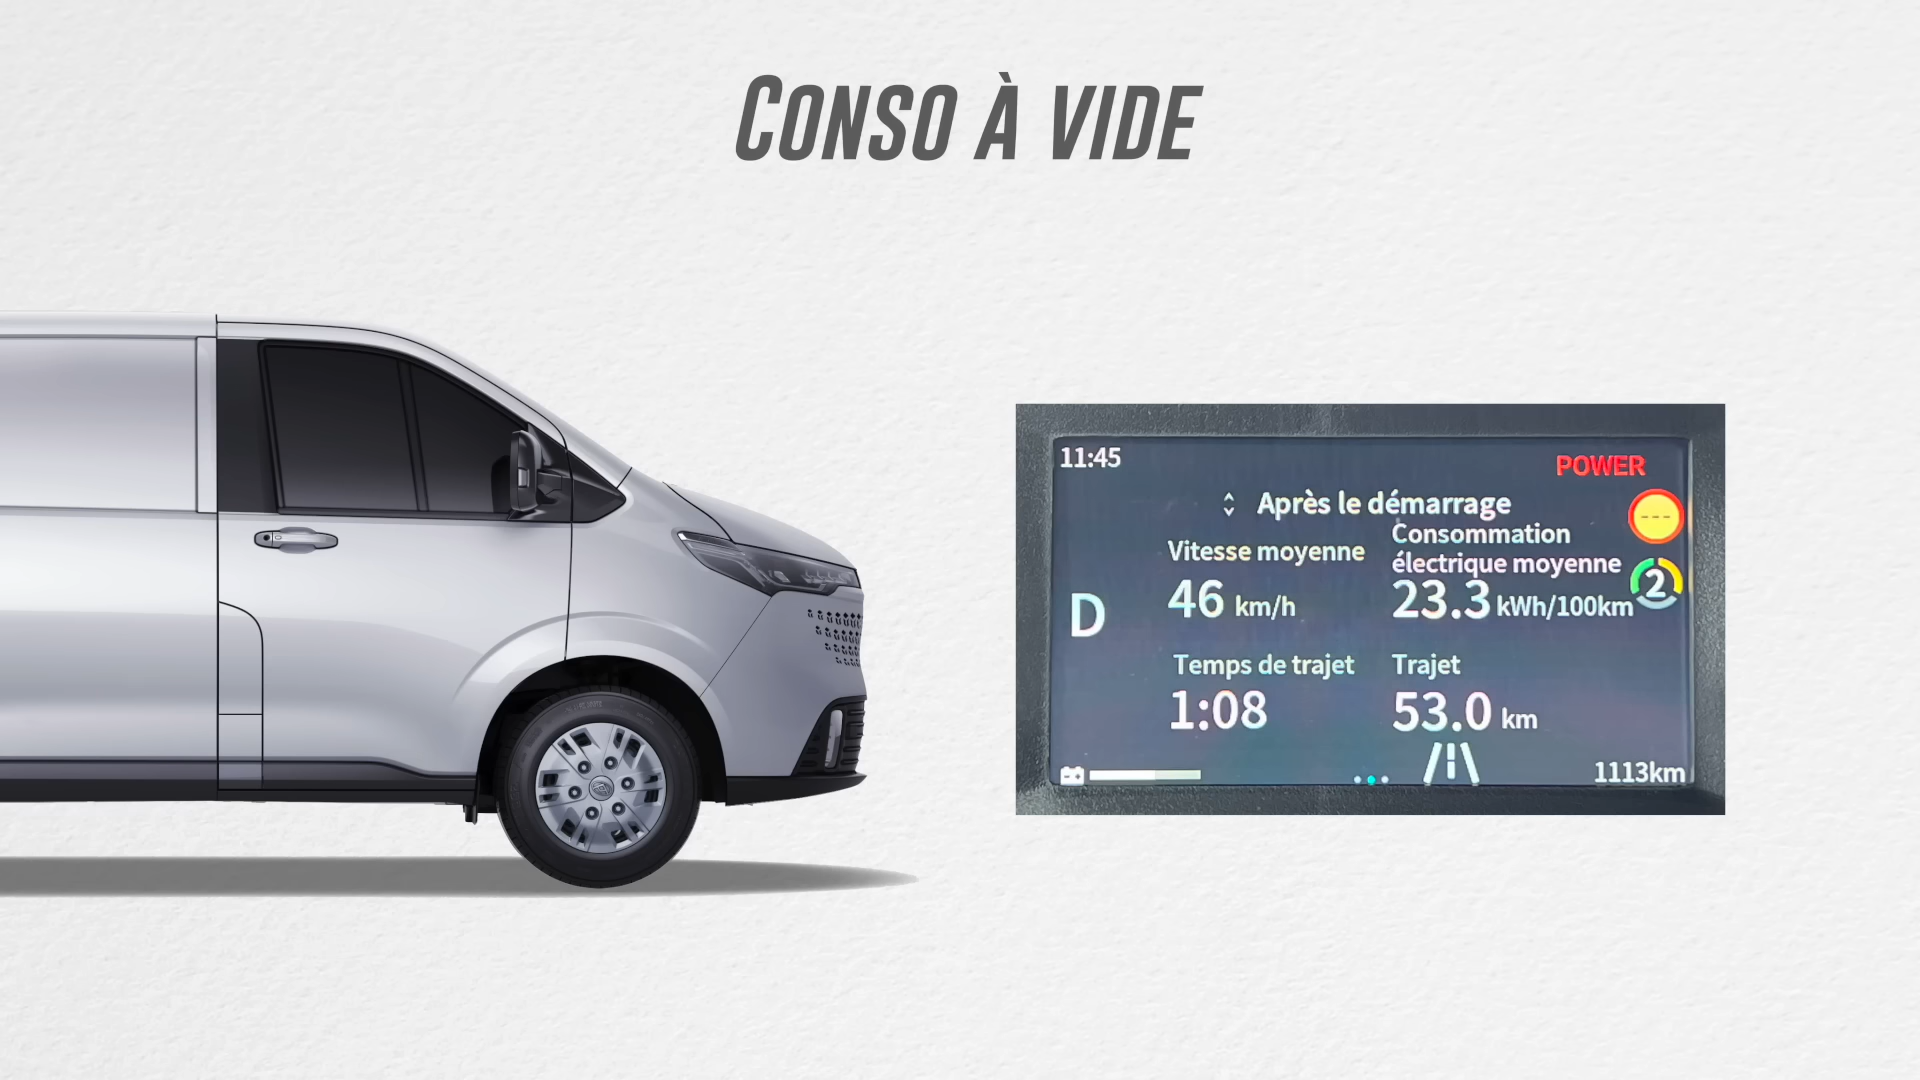 Conso à vide
11:45
POWER
Après le démarrage
Vitesse moyenne
Consommation
électrique moyenne
---
2
D
46 km/h
23.3 kWh/100km
Temps de trajet
Trajet
1:08
53.0 km
1113km